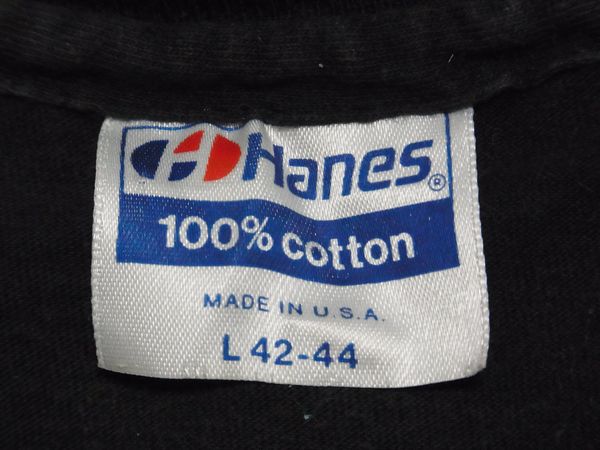 Hanes®
100% cotton
MADE IN U.S.A.
L 42-44